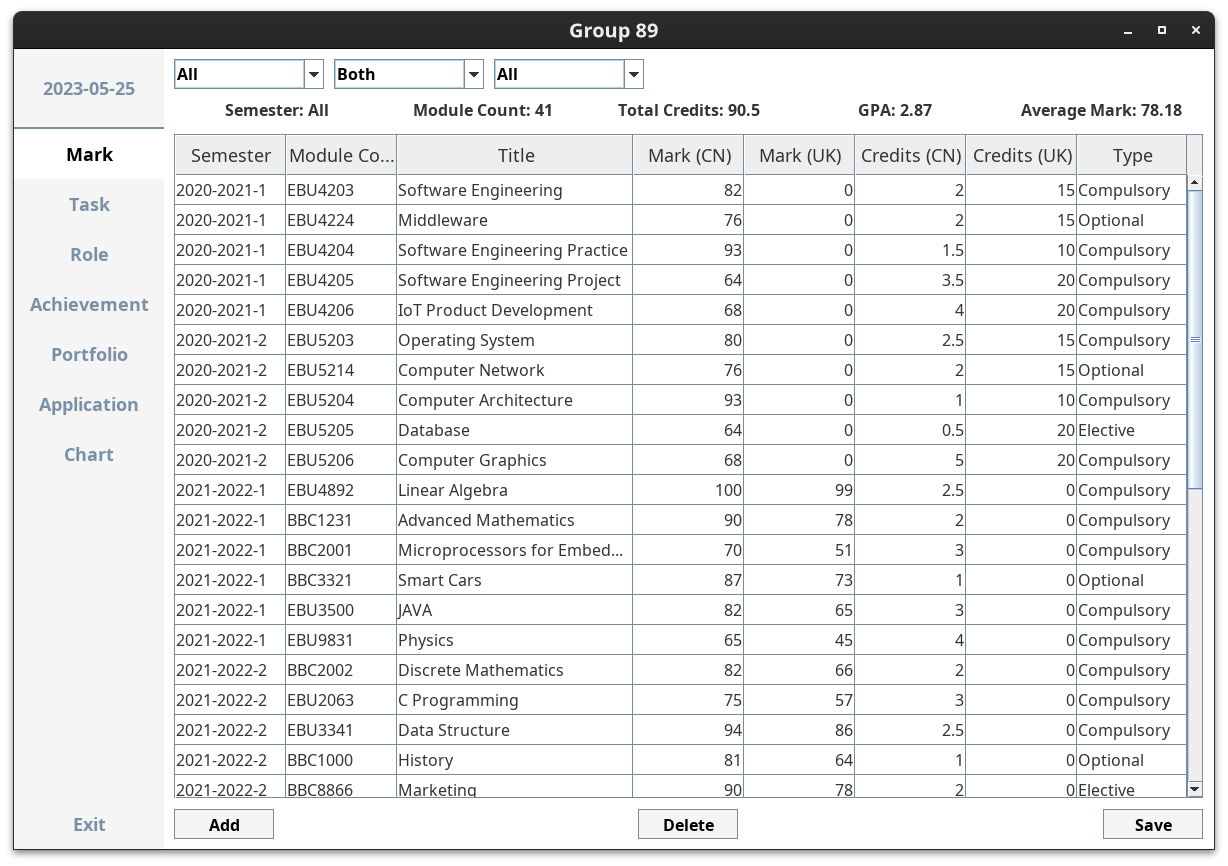 Group 89
2023-05-25
All Both All
Semester: All Module Count: 41 Total Credits: 90.5 GPA: 2.87 Average Mark: 78.18
Mark
Task
Role
Achievement
Portfolio
Application
Chart
Exit
Semester Module Co... Title Mark (CN) Mark (UK) Credits (CN) Credits (UK) Type
2020-2021-1 EBU4203 Software Engineering 82 0 2 15 Compulsory
2020-2021-1 EBU4224 Middleware 76 0 2 15 Optional
2020-2021-1 EBU4204 Software Engineering Practice 93 0 1.5 10 Compulsory
2020-2021-1 EBU4205 Software Engineering Project 64 0 3.5 20 Compulsory
2020-2021-1 EBU4206 IoT Product Development 68 0 4 20 Compulsory
2020-2021-2 EBU5203 Operating System 80 0 2.5 15 Compulsory
2020-2021-2 EBU5214 Computer Network 76 0 2 15 Optional
2020-2021-2 EBU5204 Computer Architecture 93 0 1 10 Compulsory
2020-2021-2 EBU5205 Database 64 0 0.5 20 Elective
2020-2021-2 EBU5206 Computer Graphics 68 0 5 20 Compulsory
2021-2022-1 EBU4892 Linear Algebra 100 99 2.5 0 Compulsory
2021-2022-1 BBC1231 Advanced Mathematics 90 78 2 0 Compulsory
2021-2022-1 BBC2001 Microprocessors for Embed... 70 51 3 0 Compulsory
2021-2022-1 BBC3321 Smart Cars 87 73 1 0 Optional
2021-2022-1 EBU3500 JAVA 82 65 3 0 Compulsory
2021-2022-1 EBU9831 Physics 65 45 4 0 Compulsory
2021-2022-2 BBC2002 Discrete Mathematics 82 66 2 0 Compulsory
2021-2022-2 EBU2063 C Programming 75 57 3 0 Compulsory
2021-2022-2 EBU3341 Data Structure 94 86 2.5 0 Compulsory
2021-2022-2 BBC1000 History 81 64 1 0 Optional
2021-2022-2 BBC8866 Marketing 90 78 2 0 Elective
Add Delete Save